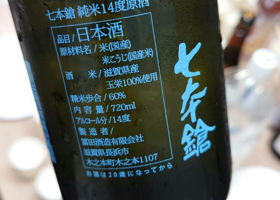 七本鎗 純米14度原酒
品目/日本酒
原材料名/米(国産)
米こうじ(国産米)
酒 米/滋賀県産
玉栄100%使用
精米歩合/60%
内 容 量/720ml
アルコール分/14度
製 造 者/
冨田酒造有限会社
滋賀県長浜市
木之本町木之本1107
お酒は20歳になってから
七本鎗